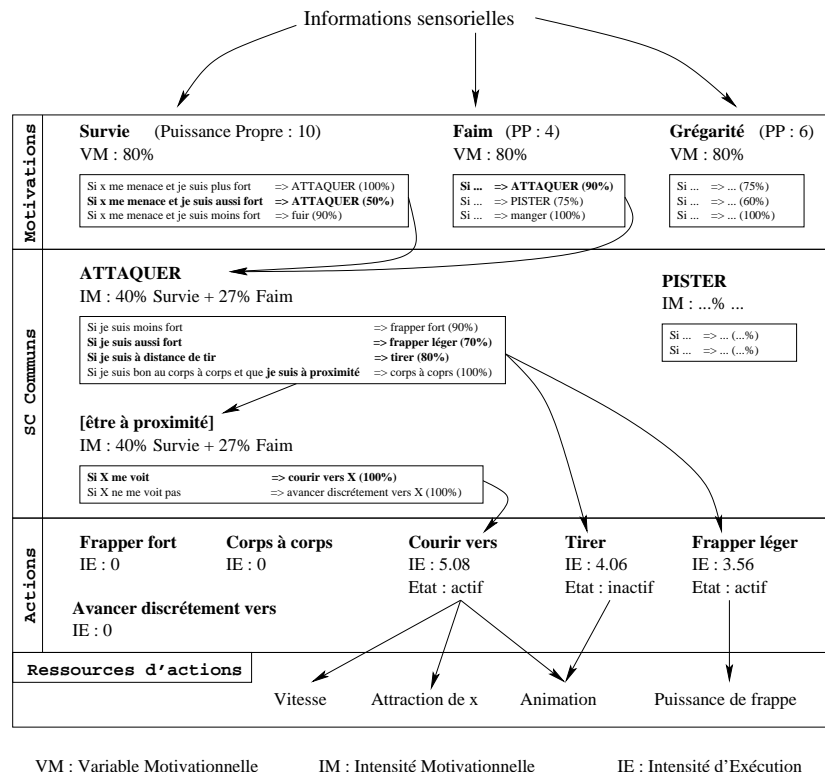 Informations sensorielles
Motivations
Survie (Puissance Propre : 10)
VM : 80%
Si x me menace et je suis plus fort => ATTAQUER (100%)
Si x me menace et je suis aussi fort => ATTAQUER (50%)
Si x me menace et je suis moins fort => fuir (90%)
Faim (PP : 4)
VM : 80%
Si ... => ATTAQUER (90%)
Si ... => PISTER (75%)
Si ... => manger (100%)
Grégarité (PP : 6)
VM : 80%
Si ... => ... (75%)
Si ... => ... (60%)
Si ... => ... (100%)
SC Communs
ATTAQUER
IM : 40% Survie + 27% Faim
Si je suis moins fort => frapper fort (90%)
Si je suis aussi fort => frapper léger (70%)
Si je suis à distance de tir => tirer (80%)
Si je suis bon au corps à corps et que je suis à proximité => corps à coprs (100%)
PISTER
IM : ...% ...
Si ... => ... (...%)
Si ... => ... (...%)
[être à proximité]
IM : 40% Survie + 27% Faim
Si X me voit => courir vers X (100%)
Si X ne me voit pas => avancer discrétement vers X (100%)
Actions
Frapper fort
IE : 0
Corps à corps
IE : 0
Courir vers
IE : 5.08
Etat : actif
Tirer
IE : 4.06
Etat : inactif
Frapper léger
IE : 3.56
Etat : actif
Avancer discrétement vers
IE : 0
Ressources d'actions
Vitesse
Attraction de x
Animation
Puissance de frappe
VM : Variable Motivationnelle IM : Intensité Motivationnelle IE : Intensité d'Exécution